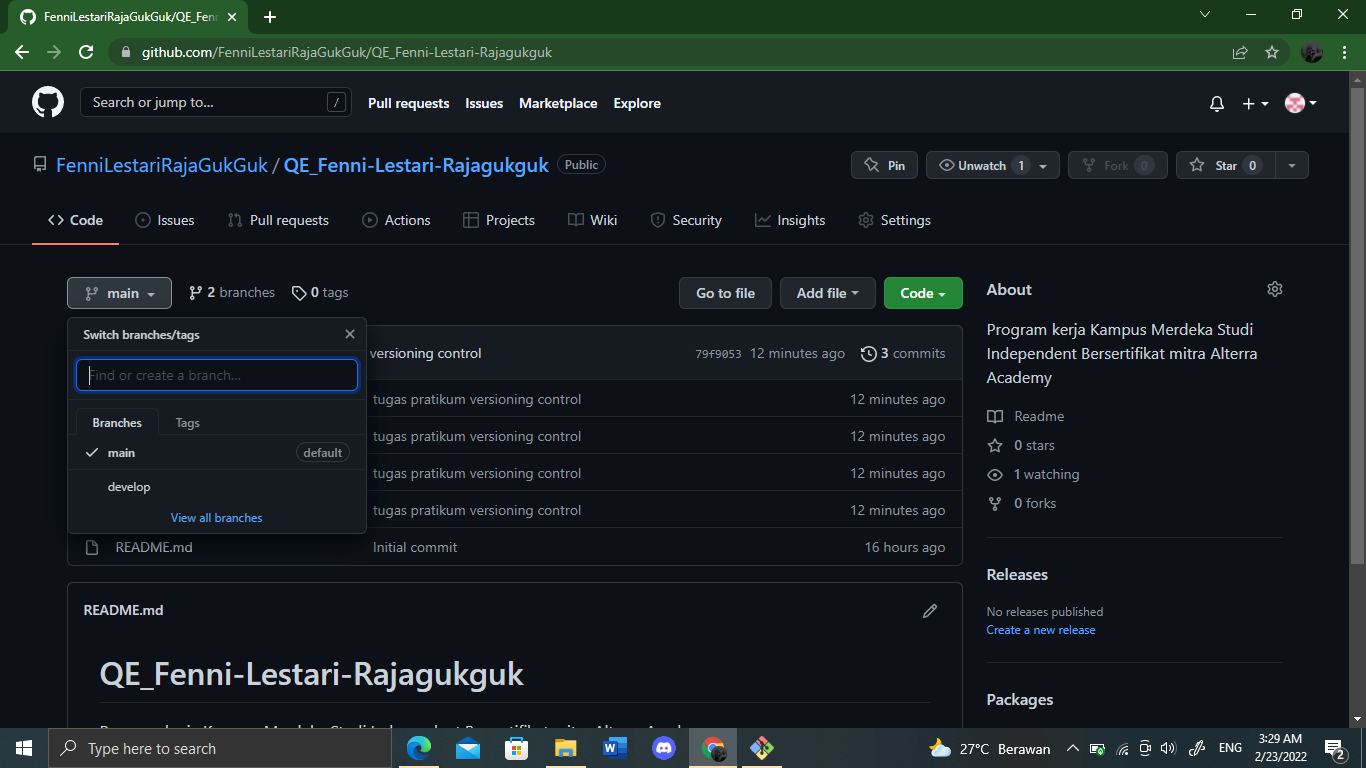 FenniLestariRajaGukGuk/QE_Fenn
github.com/FenniLestariRajaGukGuk/QE_Fenni-Lestari-Rajagukguk
Search or jump to... /
Pull requests Issues Marketplace Explore
FenniLestariRajaGukGuk / QE_Fenni-Lestari-Rajagukguk Public
Pin Unwatch 1 Fork 0 Star 0
Code Issues Pull requests Actions Projects Wiki Security Insights Settings
main 2 branches 0 tags Go to file Add file Code
Switch branches/tags
Find or create a branch...
Branches Tags
main default
develop
View all branches
versioning control 79f9053 12 minutes ago 3 commits
tugas pratikum versioning control 12 minutes ago
tugas pratikum versioning control 12 minutes ago
tugas pratikum versioning control 12 minutes ago
tugas pratikum versioning control 12 minutes ago
README.md Initial commit 16 hours ago
README.md
QE_Fenni-Lestari-Rajagukguk
About
Program kerja Kampus Merdeka Studi
Independent Bersertifikat mitra Alterra
Academy
Readme
0 stars
1 watching
0 forks
Releases
No releases published
Create a new release
Packages
Type here to search
27°C Berawan
ENG
3:29 AM
2/23/2022
2